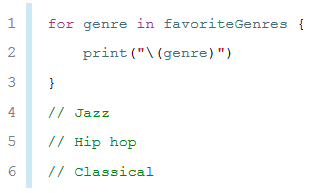 1 for genre in favoriteGenres {
2     print("\(genre)")
3 }
4 // Jazz
5 // Hip hop
6 // Classical